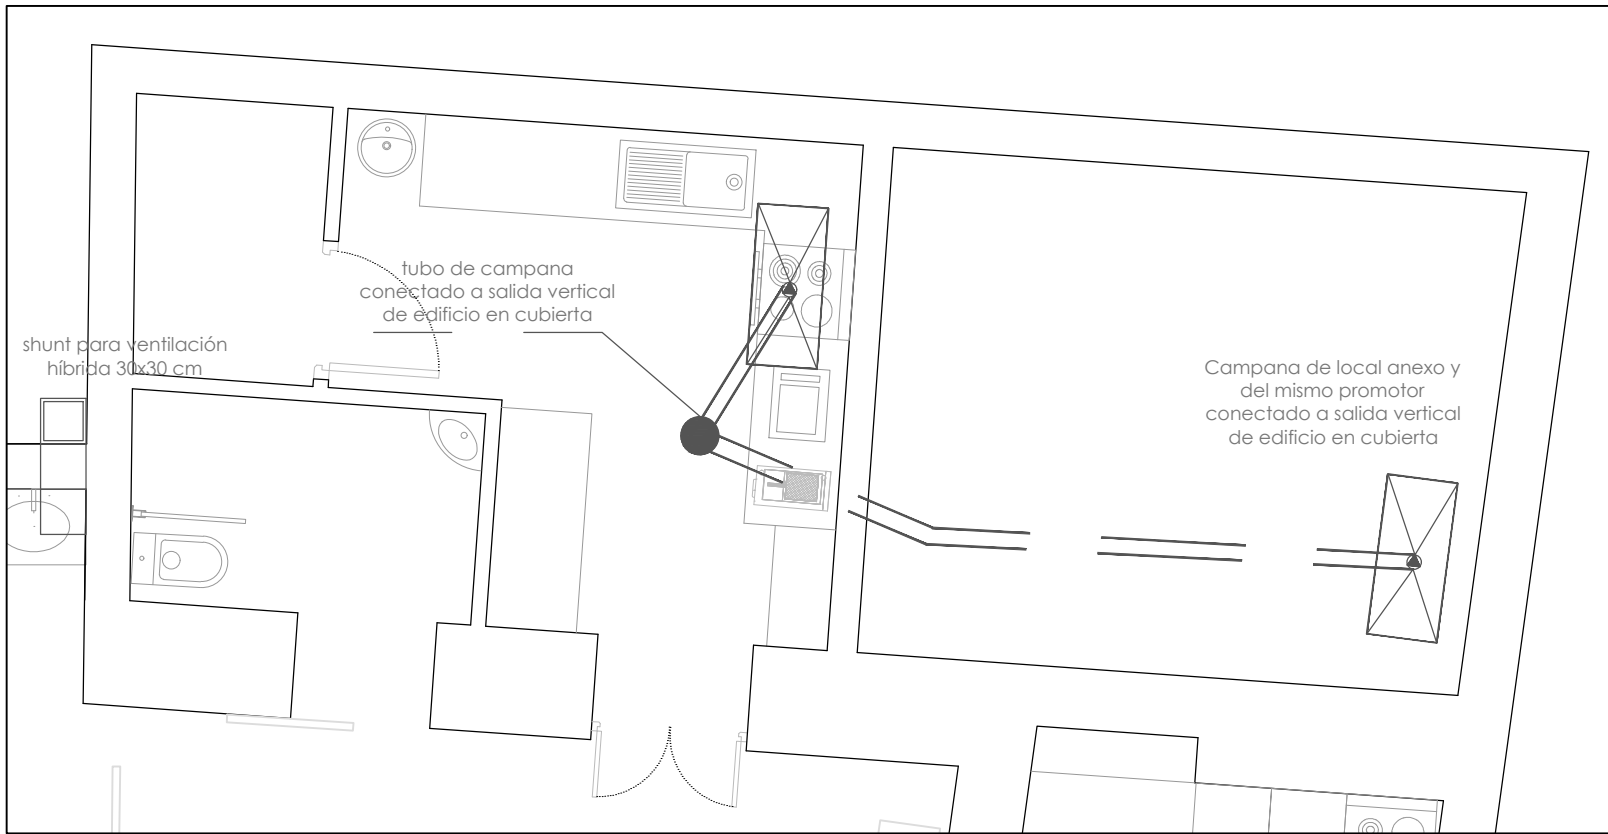 tubo de campana
conectado a salida vertical
de edificio en cubierta
shunt para ventilación
híbrida 30x30 cm
Campana de local anexo y
del mismo promotor
conectado a salida vertical
de edificio en cubierta